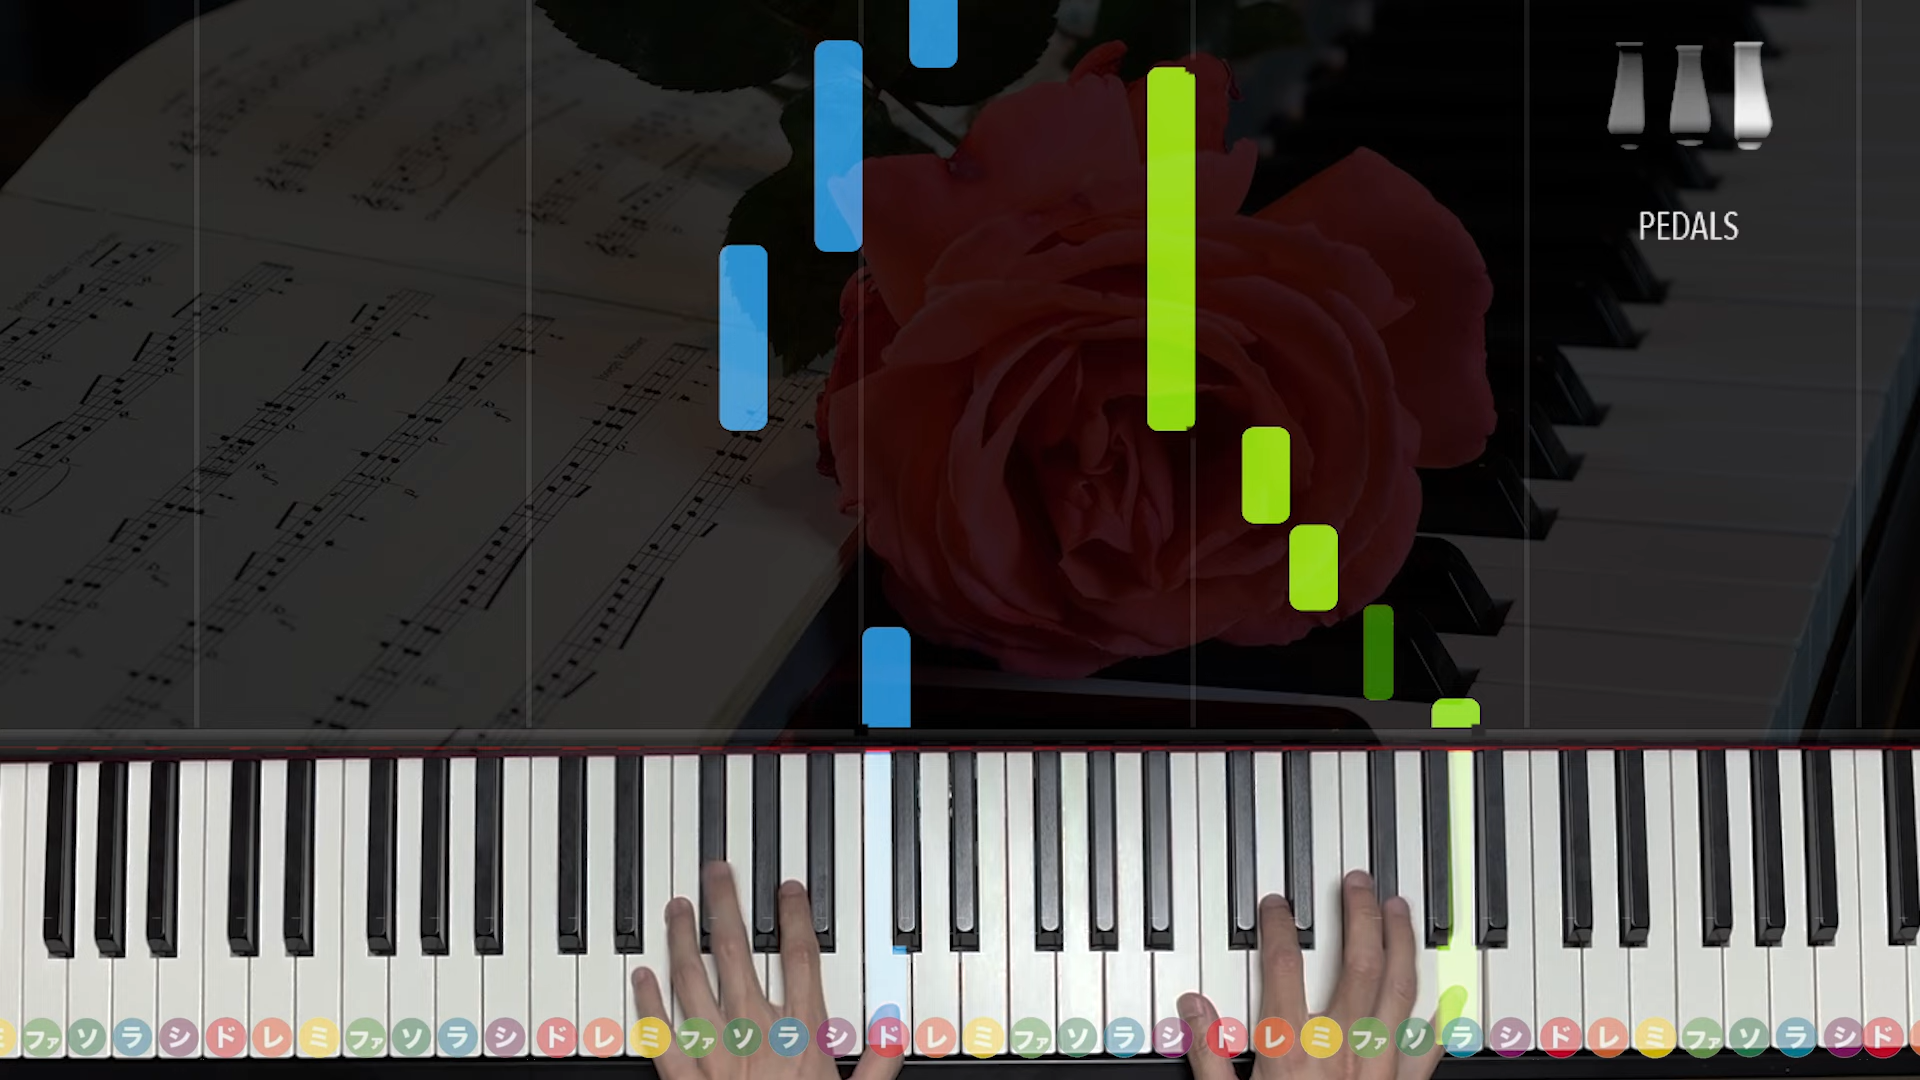 PEDALS
ミ ファ ソ ラ シ ド レ ミ ファ ソ ラ シ ド レ ミ ファ ソ ラ シ ド レ ミ ファ ソ ラ シ ド レ ミ ファ ソ ラ シ ド レ ミ ファ ソ ラ シ ド